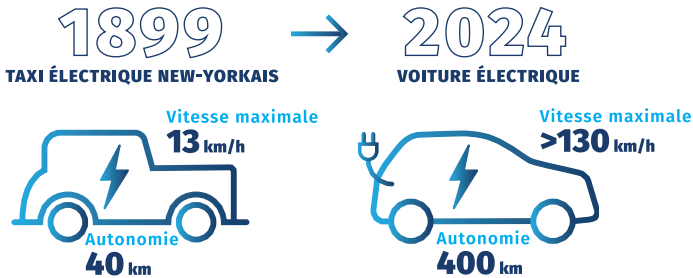 1899
TAXI ÉLECTRIQUE NEW-YORKAIS
Vitesse maximale
13 km/h
Autonomie
40 km
2024
VOITURE ÉLECTRIQUE
Vitesse maximale
>130 km/h
Autonomie
400 km